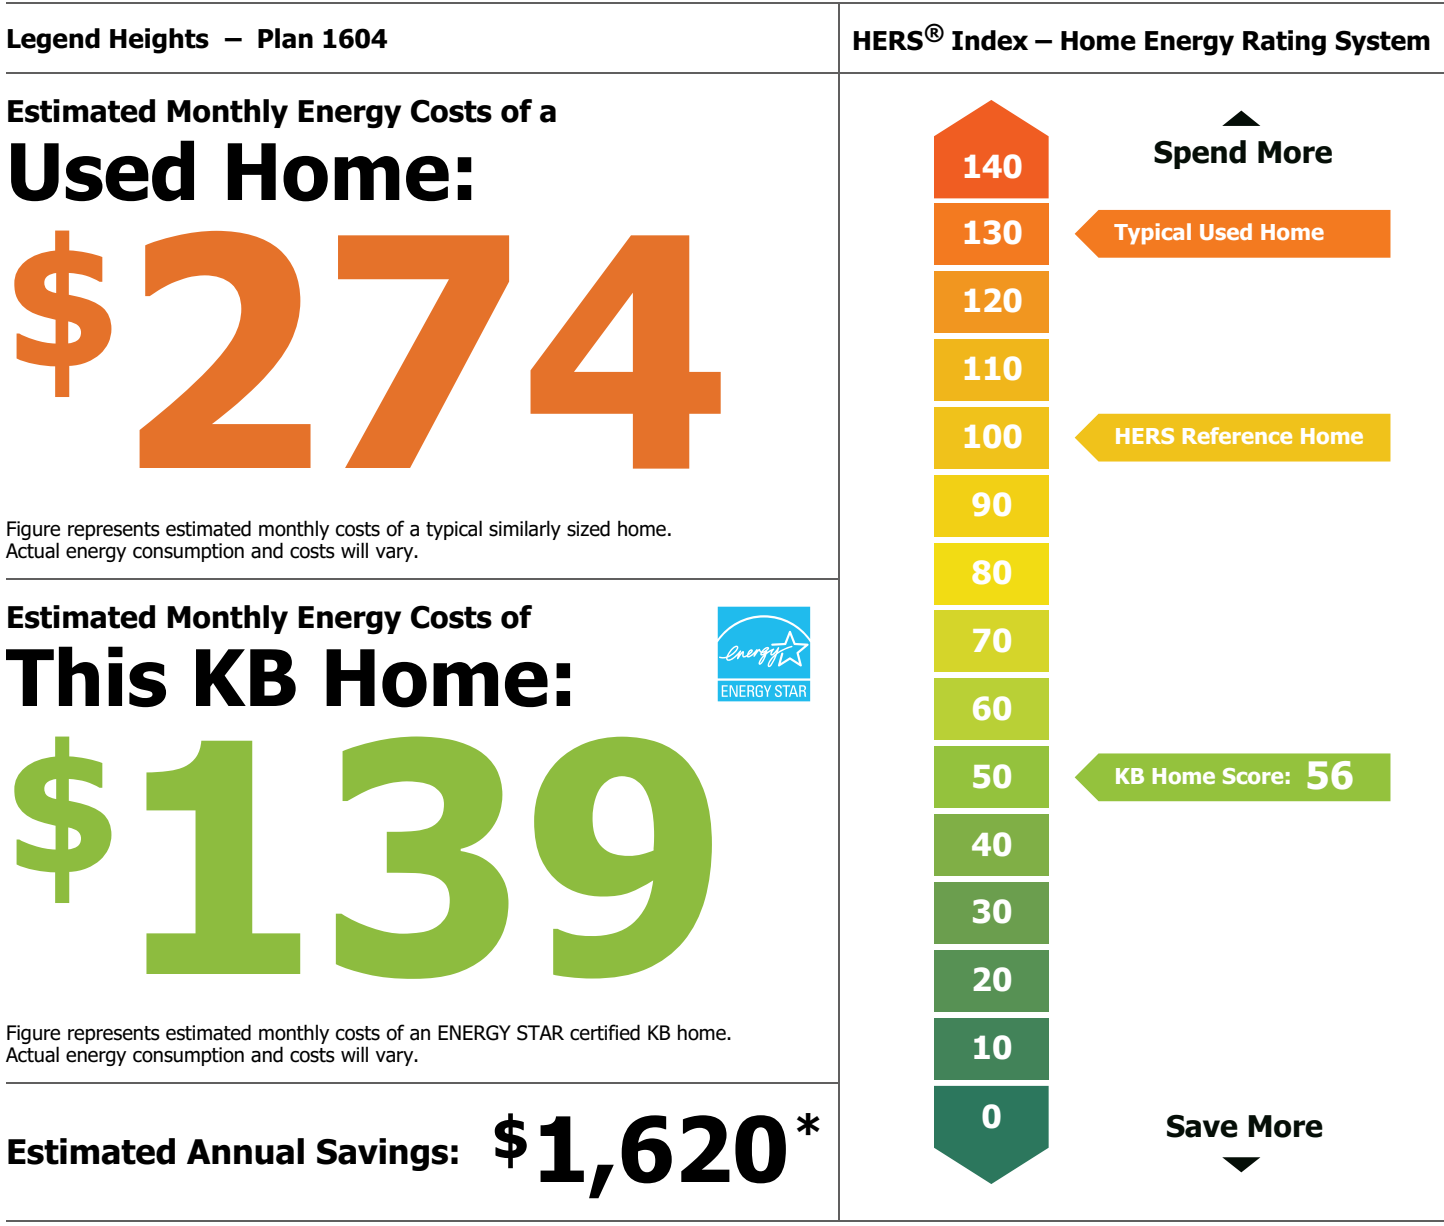 Legend Heights – Plan 1604
Estimated Monthly Energy Costs of a
Used Home:
$274
Figure represents estimated monthly costs of a typical similarly sized home.
Actual energy consumption and costs will vary.
Estimated Monthly Energy Costs of
This KB Home:
energy
ENERGY STAR
$139
Figure represents estimated monthly costs of an ENERGY STAR certified KB home.
Actual energy consumption and costs will vary.
Estimated Annual Savings: $1,620*
HERS® Index – Home Energy Rating System
Spend More
140
130 Typical Used Home
120
110
100 HERS Reference Home
90
80
70
60
50 KB Home Score: 56
40
30
20
10
0
Save More